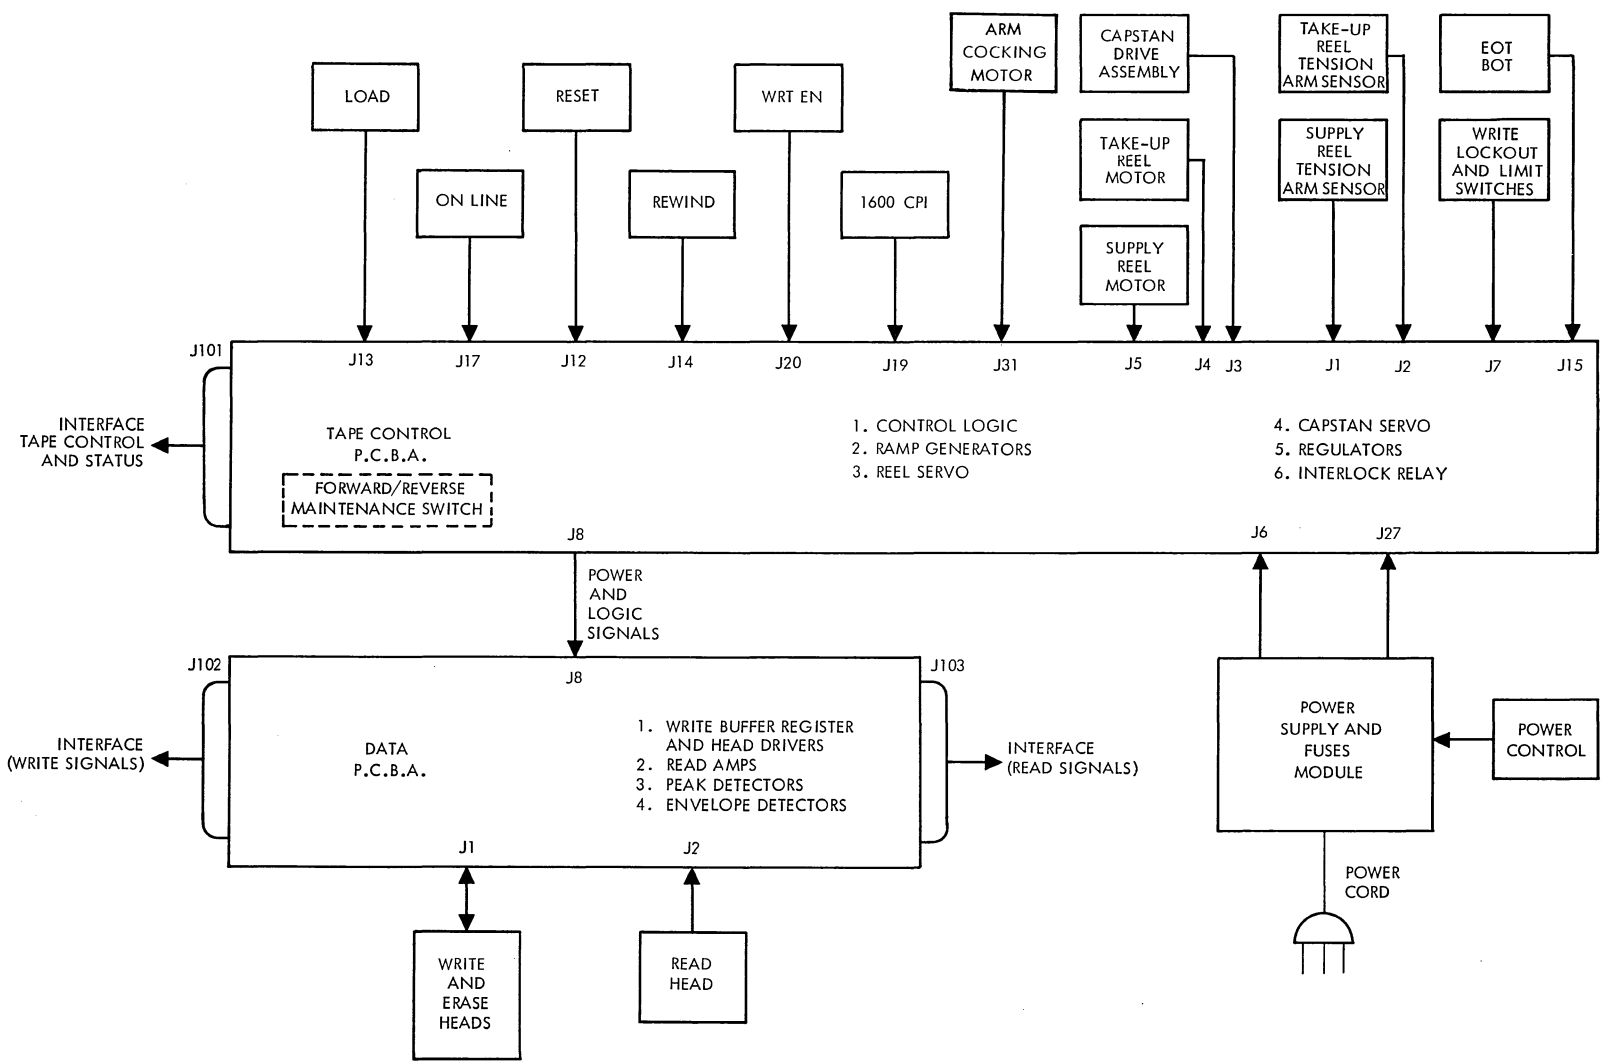 ARM
COCKING
MOTOR
CAPSTAN
DRIVE
ASSEMBLY
TAKE-UP
REEL
TENSION
ARM SENSOR
EOT
BOT
LOAD
RESET
WRT EN
TAKE-UP
REEL
MOTOR
SUPPLY
REEL
TENSION
ARM SENSOR
WRITE
LOCKOUT
AND LIMIT
SWITCHES
ON LINE
REWIND
1600 CPI
SUPPLY
REEL
MOTOR
J101
J13
J17
J12
J14
J20
J19
J31
J5
J4
J3
J1
J2
J7
J15
INTERFACE
TAPE CONTROL
AND STATUS
TAPE CONTROL
P.C.B.A.
FORWARD/REVERSE
MAINTENANCE SWITCH
1. CONTROL LOGIC
2. RAMP GENERATORS
3. REEL SERVO
4. CAPSTAN SERVO
5. REGULATORS
6. INTERLOCK RELAY
J8
J6
J27
POWER
AND
LOGIC
SIGNALS
J102
J8
J103
INTERFACE
(WRITE SIGNALS)
DATA
P.C.B.A.
1. WRITE BUFFER REGISTER
AND HEAD DRIVERS
2. READ AMPS
3. PEAK DETECTORS
4. ENVELOPE DETECTORS
INTERFACE
(READ SIGNALS)
POWER
SUPPLY AND
FUSES
MODULE
POWER
CONTROL
J1
J2
POWER
CORD
WRITE
AND
ERASE
HEADS
READ
HEAD